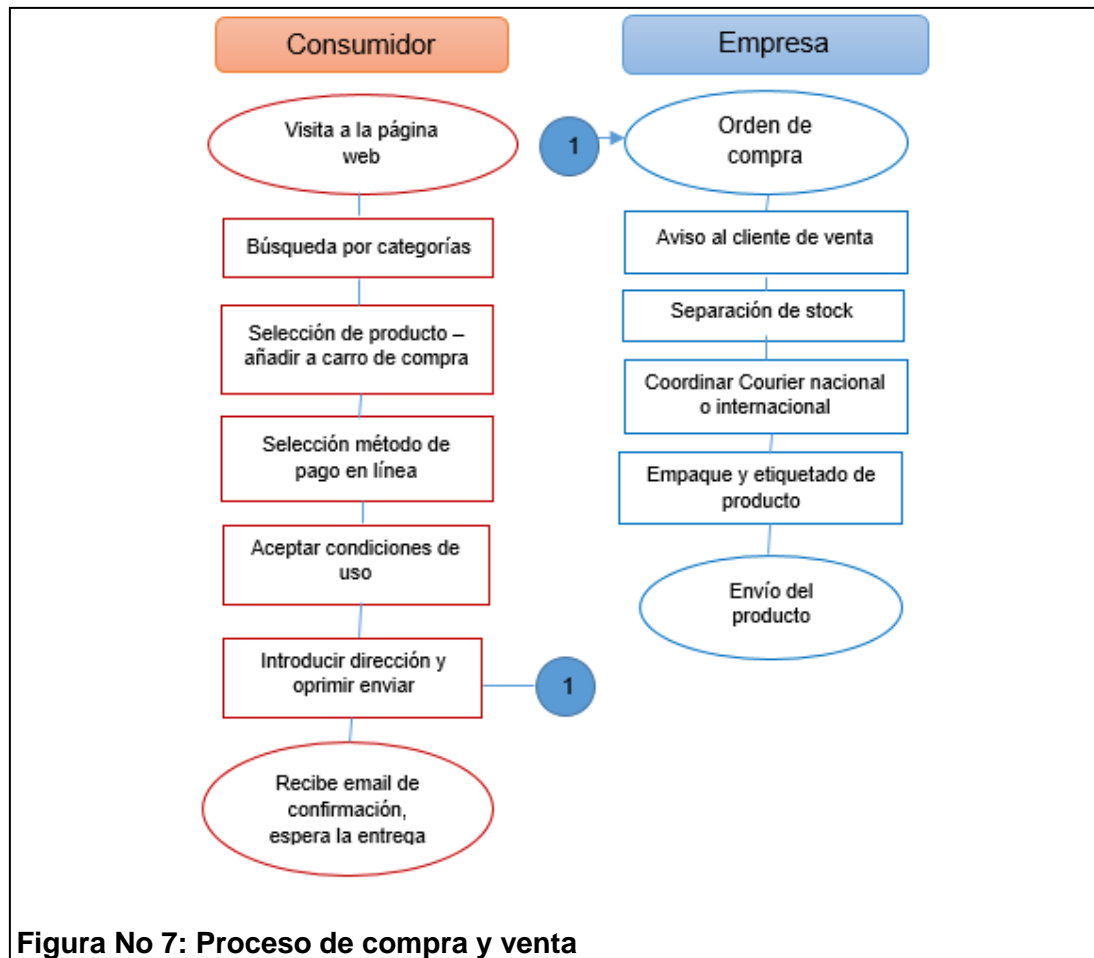 Consumidor
Visita a la página
web
Búsqueda por categorías
Selección de producto –
añadir a carro de compra
Selección método de
pago en línea
Aceptar condiciones de
uso
Introducir dirección y
oprimir enviar
1
Recibe email de
confirmación,
espera la entrega
Empresa
1
Orden de
compra
Aviso al cliente de venta
Separación de stock
Coordinar Courier nacional
o internacional
Empaque y etiquetado de
producto
Envío del
producto
Figura No 7: Proceso de compra y venta